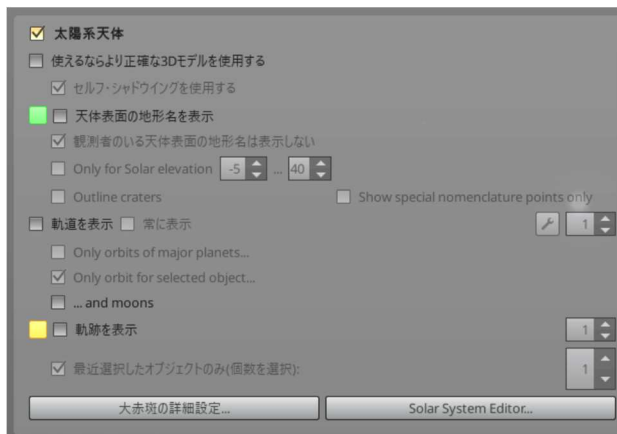 太陽系天体
使えるならより正確な3Dモデルを使用する
セルフ・シャドウイングを使用する
天体表面の地形名を表示
観測者のいる天体表面の地形名は表示しない
Only for Solar elevation -5 ... 40
Outline craters Show special nomenclature points only
軌道を表示 常に表示 1
Only orbits of major planets...
Only orbit for selected object...
... and moons
軌跡を表示 1
最近選択したオブジェクトのみ(個数を選択): 1
大赤斑の詳細設定... Solar System Editor...